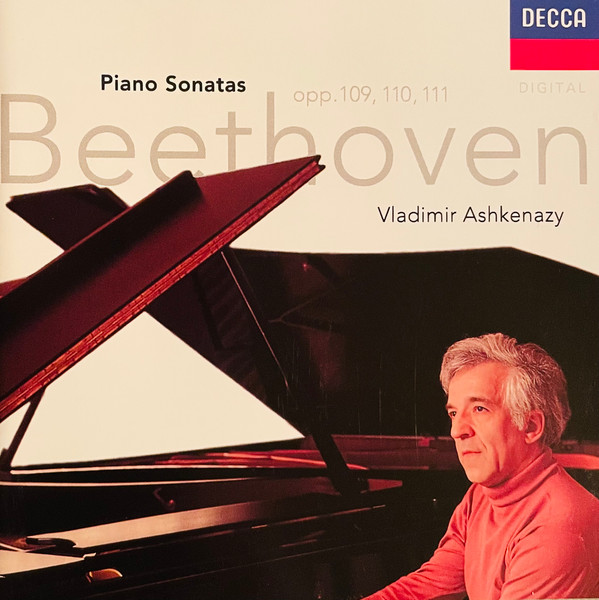 DECCA
DIGITAL
Piano Sonatas
opp.109, 110, 111
Beethoven
Vladimir Ashkenazy